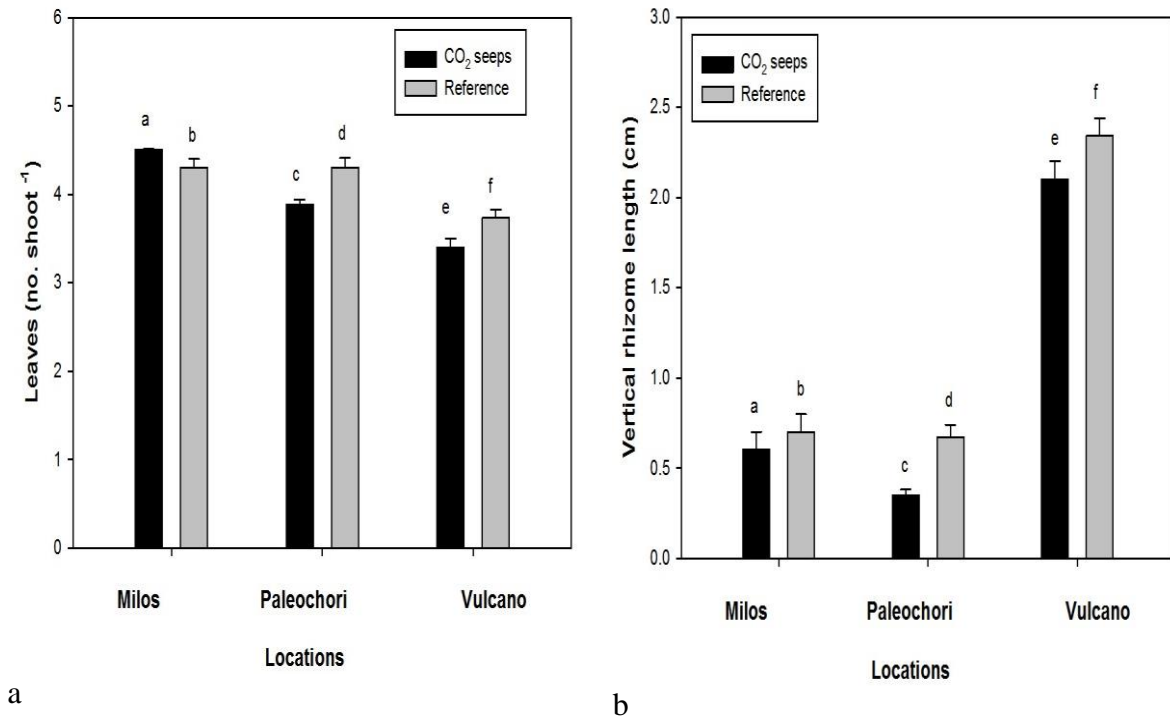 Leaves (no. shoot -1)
6
5
4
3
2
1
0
CO2 seeps
Reference
a
b
c
d
e
f
Milos Paleochori Vulcano
Locations
a
Vertical rhizome length (cm)
3.0
2.5
2.0
1.5
1.0
0.5
0.0
CO2 seeps
Reference
a
b
c
d
e
f
Milos Paleochori Vulcano
Locations
b